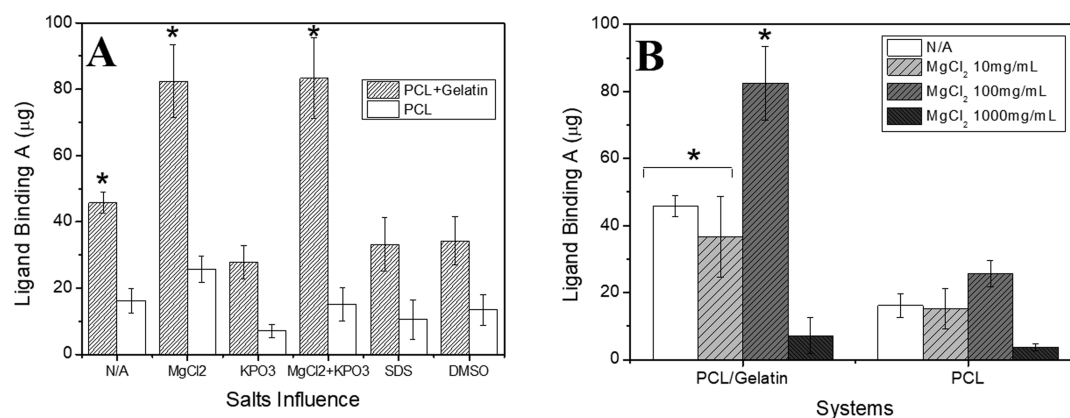 A
Ligand Binding A (μg)
100
80
60
40
20
0
*
*
*
PCL+Gelatin
PCL
N/A
MgCl2
KPO3
MgCl2+KPO3
SDS
DMSO
Salts Influence
B
Ligand Binding A (μg)
100
80
60
40
20
0
*
*
N/A
MgCl₂ 10mg/mL
MgCl₂ 100mg/mL
MgCl₂ 1000mg/mL
PCL/Gelatin
PCL
Systems